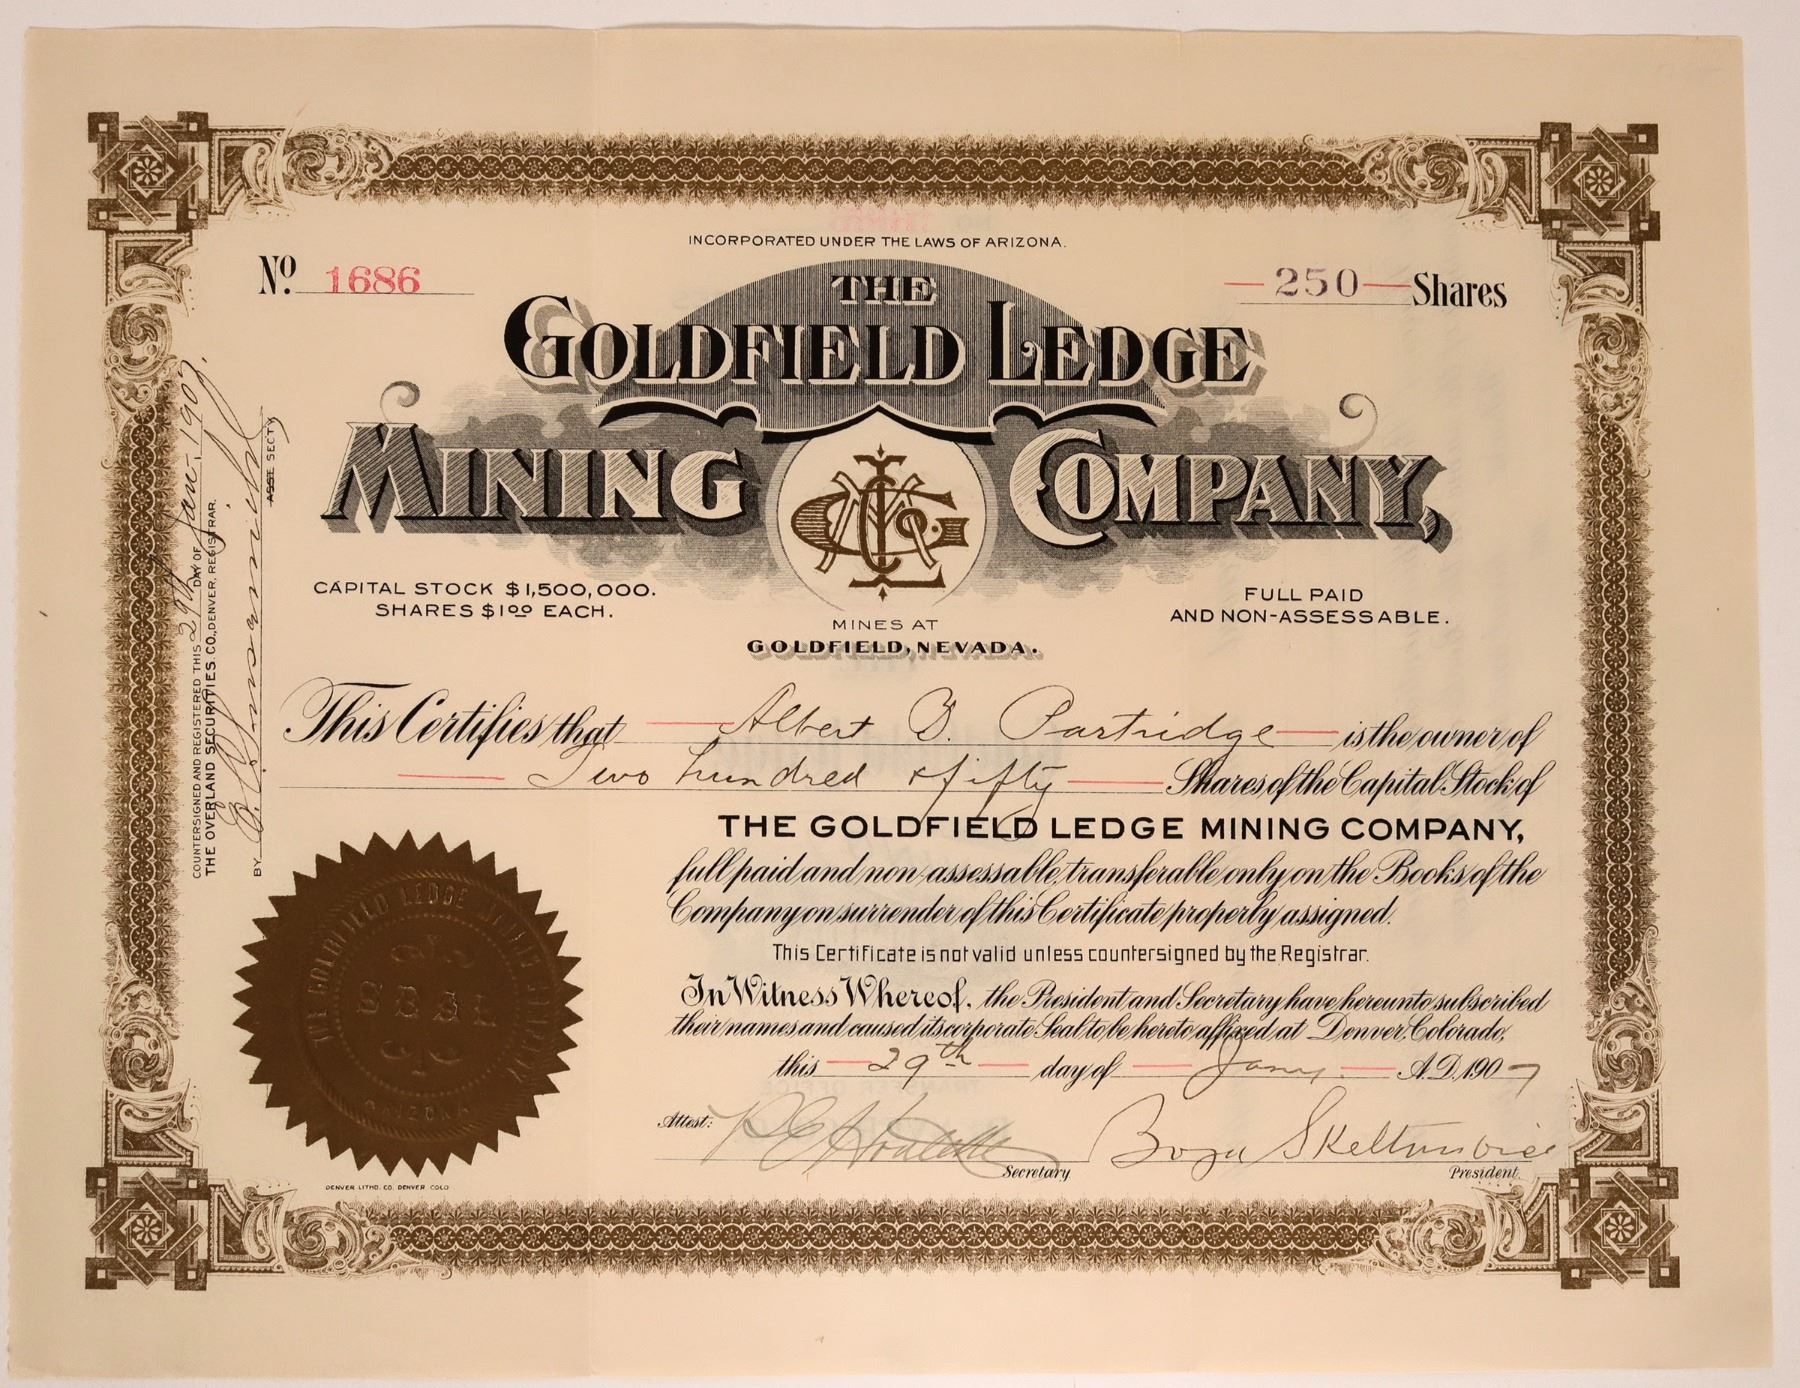 INCORPORATED UNDER THE LAWS OF ARIZONA.
No. 1686
250 Shares
THE
GOLDFIELD LEDGE
MINING COMPANY,
CAPITAL STOCK $1,500,000.
SHARES $1.00 EACH.
FULL PAID
AND NON-ASSESSABLE.
MINES AT
GOLDFIELD, NEVADA.
This Certifies that Albert B. Partridge is the owner of
Two hundred & fifty Shares of the Capital Stock of
THE GOLDFIELD LEDGE MINING COMPANY,
full paid and non-assessable, transferable only on the Books of the
Company on surrender of this Certificate properly assigned.
This Certificate is not valid unless countersigned by the Registrar.
In Witness Whereof, the President and Secretary have hereunto subscribed
their names and caused its corporate Seal to be hereto affixed at Denver, Colorado,
this 29th day of Jany. A.D. 1907
Attest:
Secretary
President.
COUNTERSIGNED AND REGISTERED THIS 29th DAY OF Jan. 1907.
THE OVERLAND SECURITIES CO., DENVER, REGISTRAR.
BY
ASST SECTY
THE GOLDFIELD LEDGE MINING COMPANY
SEAL
ARIZONA
DENVER LITHO. CO. DENVER COLO